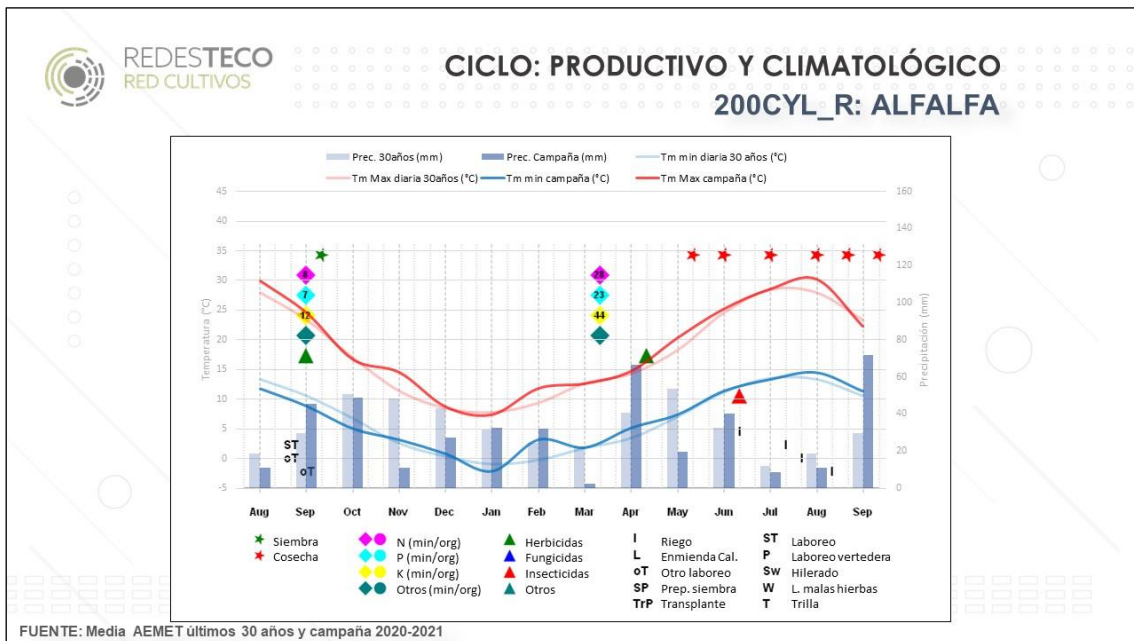 REDESTECO
RED CULTIVOS
CICLO: PRODUCTIVO Y CLIMATOLÓGICO
200CYL_R: ALFALFA
Prec. 30años (mm)
Prec. Campaña (mm)
Tm min diaria 30 años (°C)
Tm Max diaria 30años (°C)
Tm min campaña (°C)
Tm Max campaña (°C)
45
40
35
30
25
20
15
10
5
0
-5
Temperatura (°C)
160
140
120
100
80
60
40
20
0
Precipitación (mm)
8
7
12
28
23
44
ST
oT
oT
i
I
I
I
Aug Sep Oct Nov Dec Jan Feb Mar Apr May Jun Jul Aug Sep
Siembra
Cosecha
N (min/org)
P (min/org)
K (min/org)
Otros (min/org)
Herbicidas
Fungicidas
Insecticidas
Otros
I Riego
L Enmienda Cal.
oT Otro laboreo
SP Prep. siembra
TrP Transplante
ST Laboreo
P Laboreo vertedera
Sw Hilerado
W L. malas hierbas
T Trilla
FUENTE: Media AEMET últimos 30 años y campaña 2020-2021